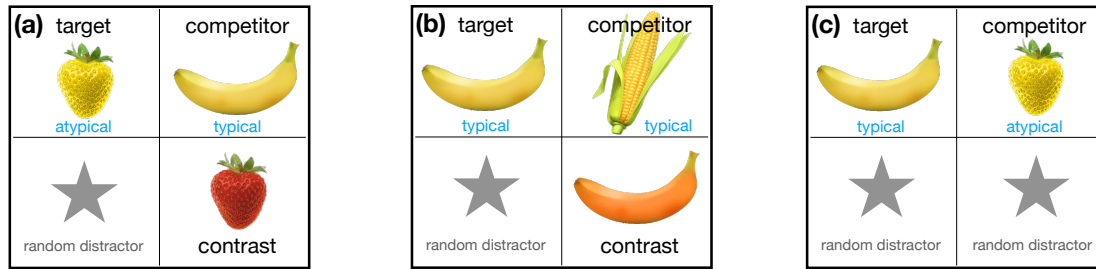 (a) target competitor
atypical typical
random distractor
contrast
(b) target competitor
typical typical
random distractor
contrast
(c) target competitor
typical atypical
random distractor random distractor